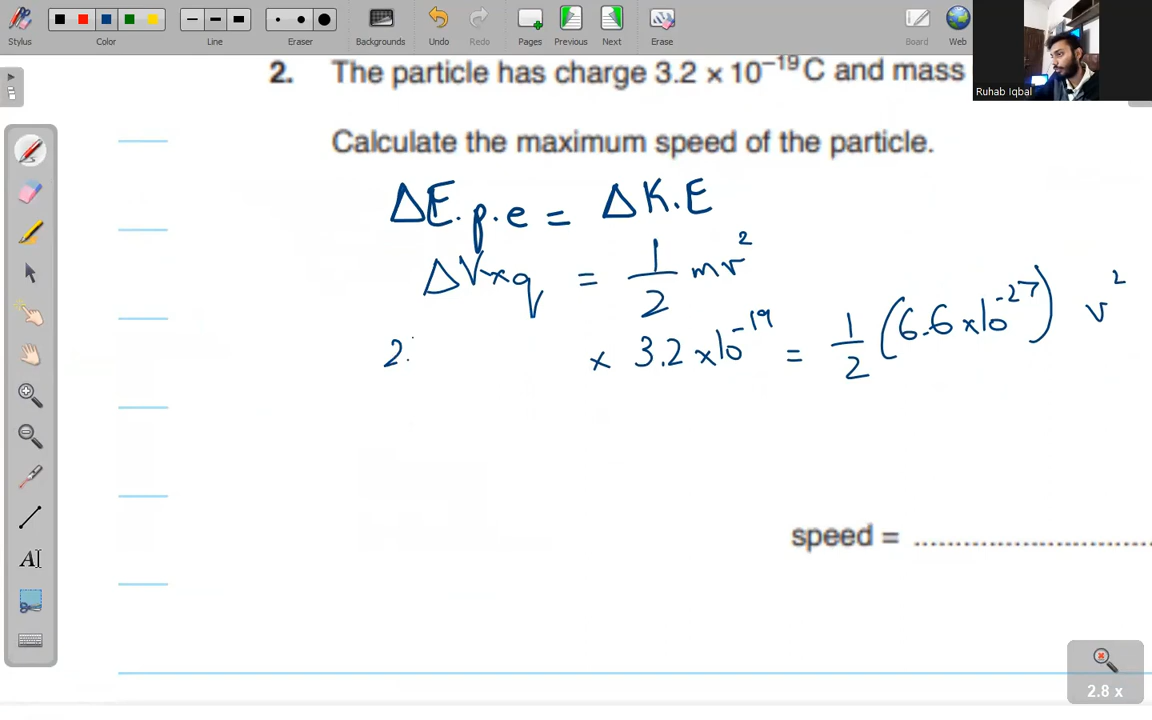 Stylus Color Line Eraser Backgrounds Undo Redo Pages Previous Next Erase Board Web
Ruhab Iqbal
2. The particle has charge 3.2 × 10⁻¹⁹ C and mass
Calculate the maximum speed of the particle.
ΔE.p.e = ΔK.E
ΔV×q = 1/2 mv²
2. × 3.2 ×10⁻¹⁹ = 1/2 (6.6×10⁻²⁷) v²
speed = ..............................
A
2.8 x